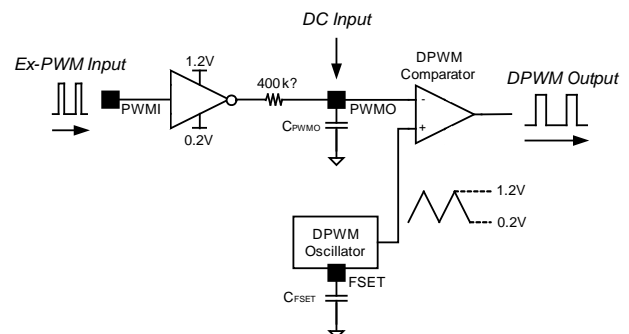 DC Input
Ex-PWM Input
1.2V
400k?
DPWM
Comparator
DPWM Output
PWMI
PWMO
-
+
0.2V
CPWMO
1.2V
0.2V
DPWM
Oscillator
FSET
CFSET